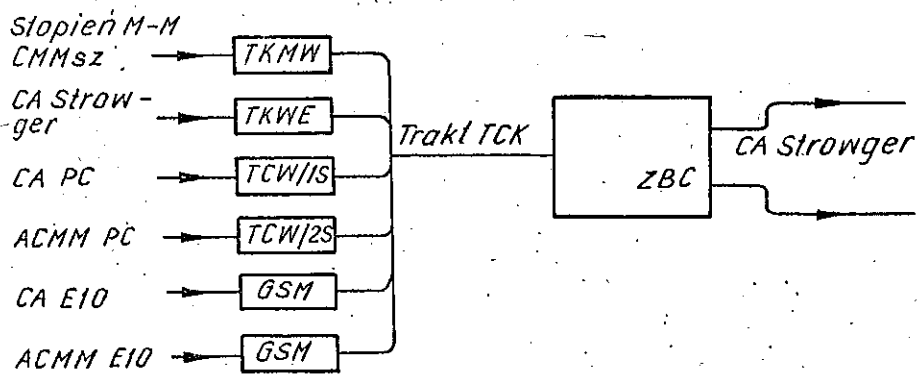 Stopień M-M
CMMsz
TKMW
CA Strow-
ger
TKWE
Trakt TCK
CA Strowger
CA PC
TCW/1S
ZBC
ACMM PC
TCW/2S
CA E10
GSM
ACMM E10
GSM